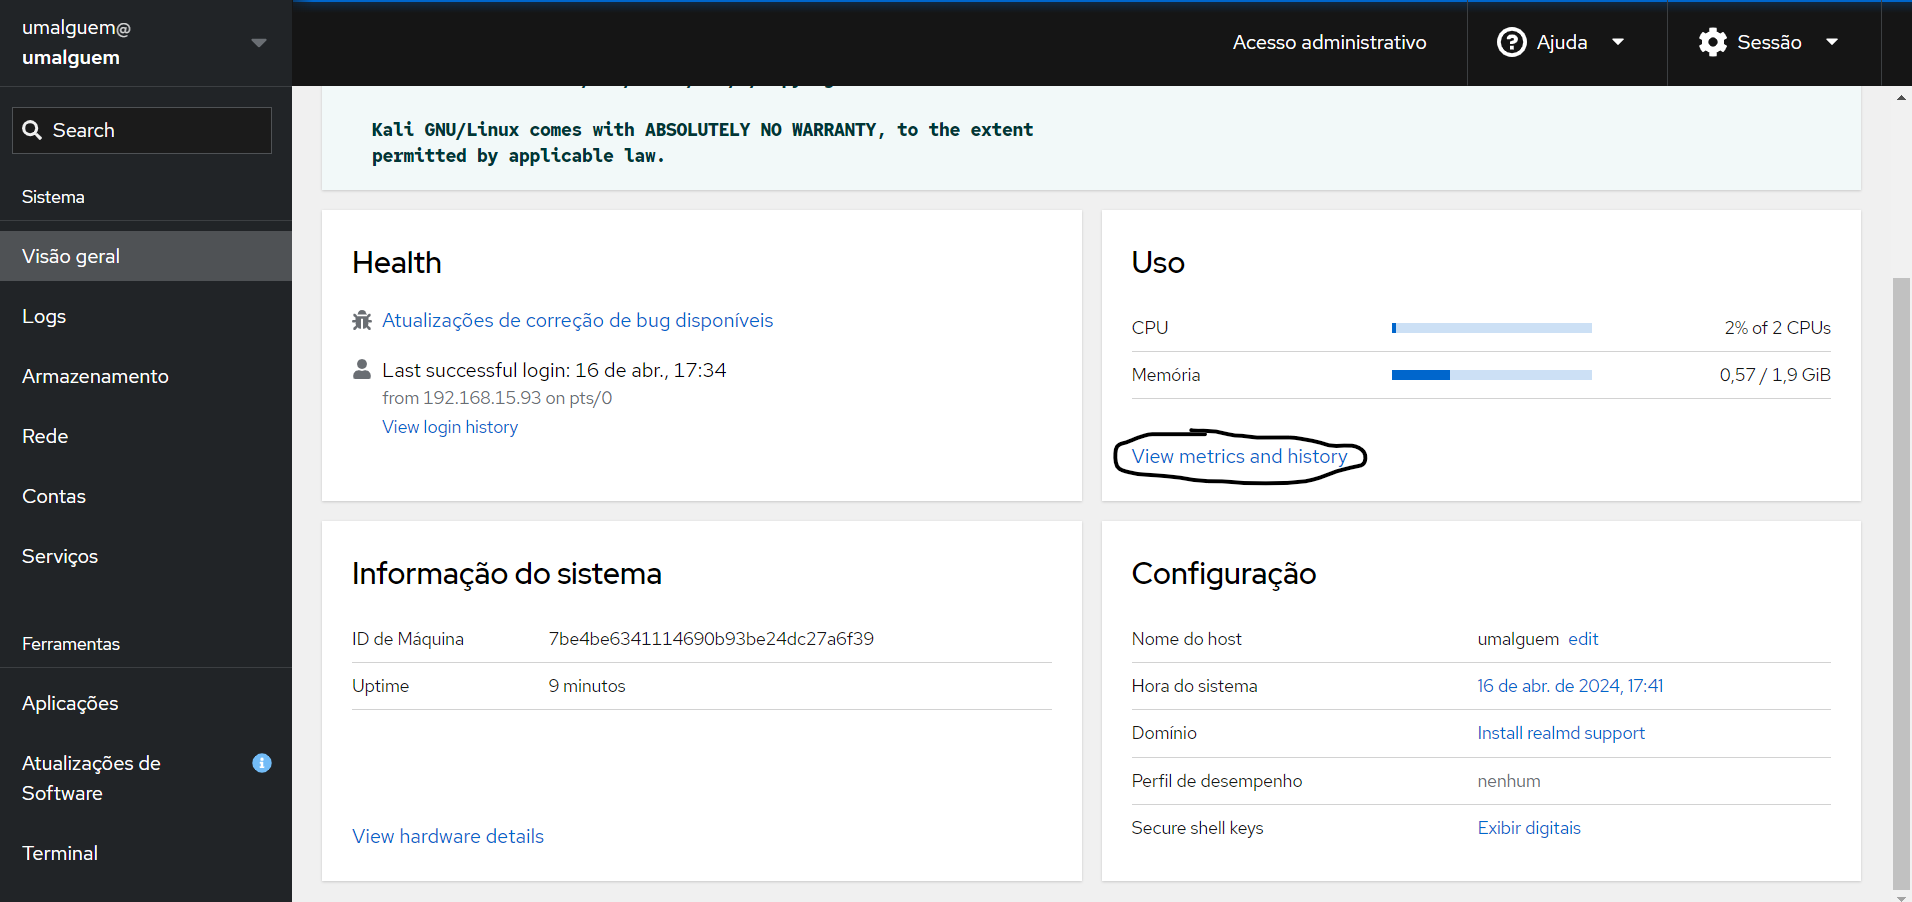 umalguem@
umalguem
Acesso administrativo
Ajuda
Sessão
Search
Sistema
Visão geral
Logs
Armazenamento
Rede
Contas
Serviços
Ferramentas
Aplicações
Atualizações de
Software
Terminal
Kali GNU/Linux comes with ABSOLUTELY NO WARRANTY, to the extent
permitted by applicable law.
Health
Atualizações de correção de bug disponíveis
Last successful login: 16 de abr., 17:34
from 192.168.15.93 on pts/0
View login history
Uso
CPU 2% of 2 CPUs
Memória 0,57 / 1,9 GiB
View metrics and history
Informação do sistema
ID de Máquina 7be4be6341114690b93be24dc27a6f39
Uptime 9 minutos
View hardware details
Configuração
Nome do host umalguem edit
Hora do sistema 16 de abr. de 2024, 17:41
Domínio Install realmd support
Perfil de desempenho nenhum
Secure shell keys Exibir digitais